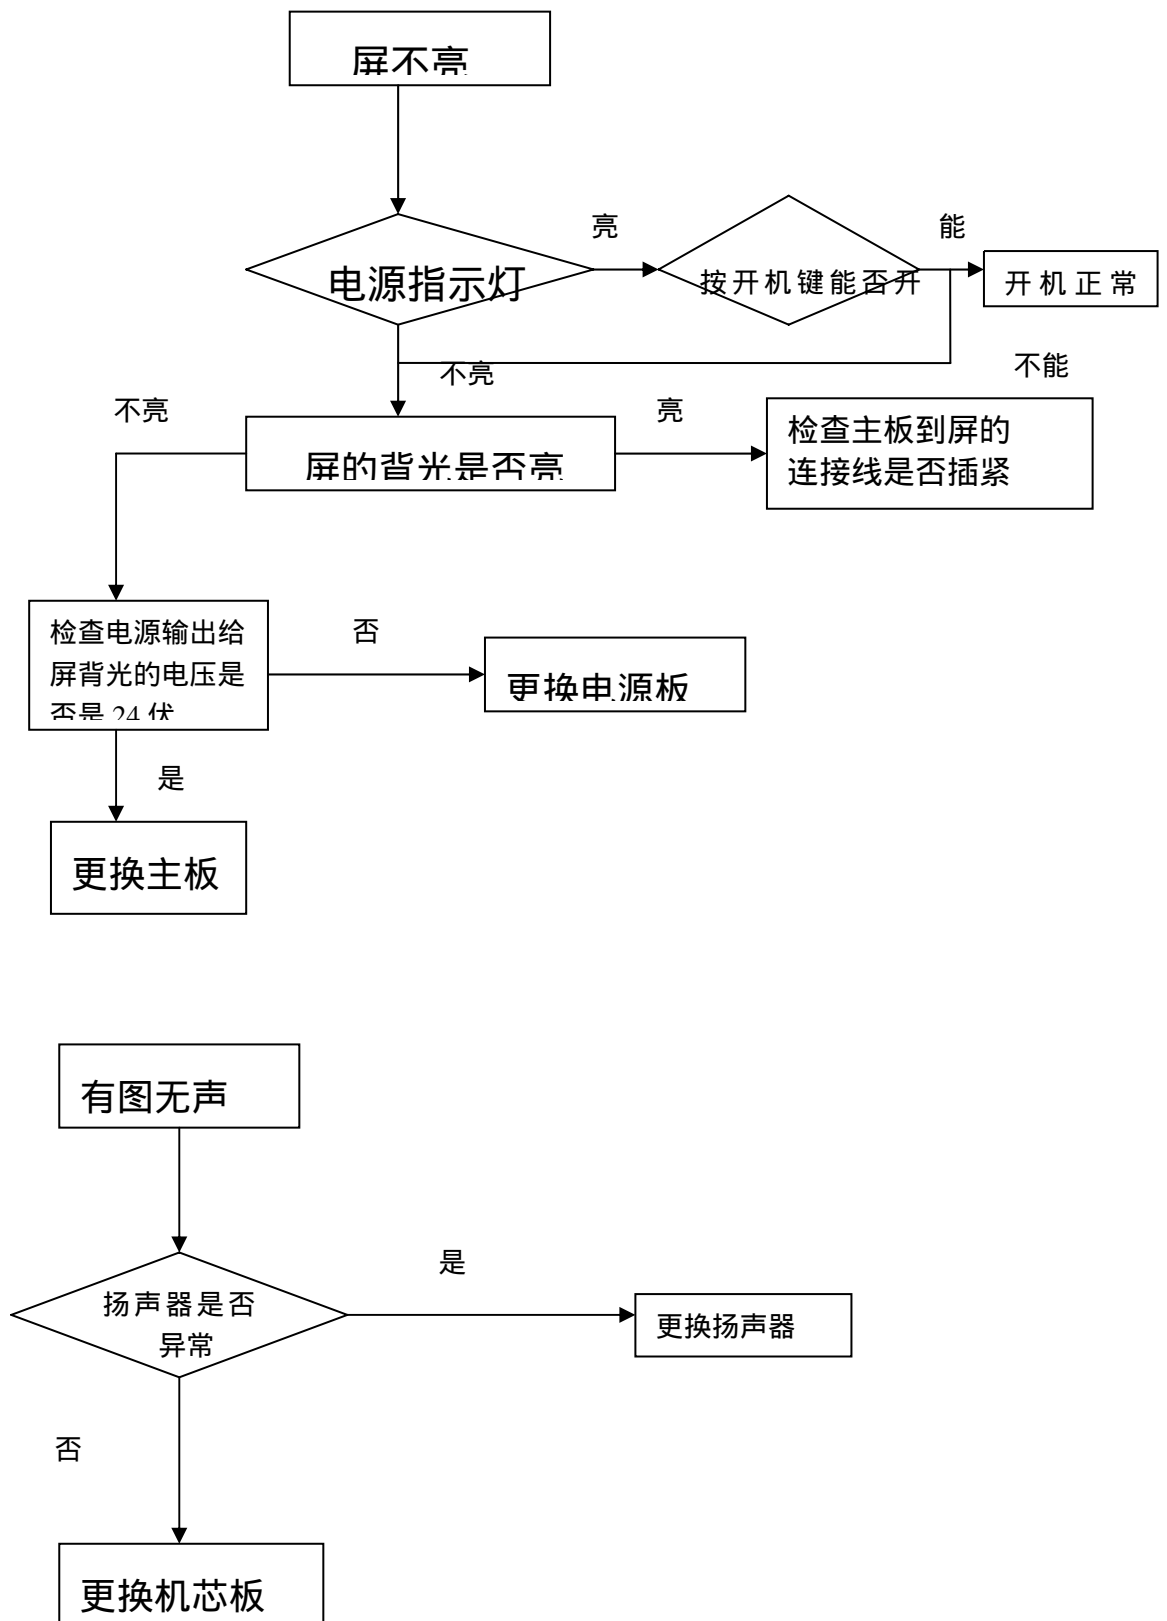 屏不亮
亮
能
电源指示灯
按开机键能否开
开机正常
不亮
不能
不亮
亮
屏的背光是否亮
检查主板到屏的
连接线是否插紧
检查电源输出给
屏背光的电压是
否是 24 伏
否
更换电源板
是
更换主板
有图无声
是
扬声器是否
异常
更换扬声器
否
更换机芯板